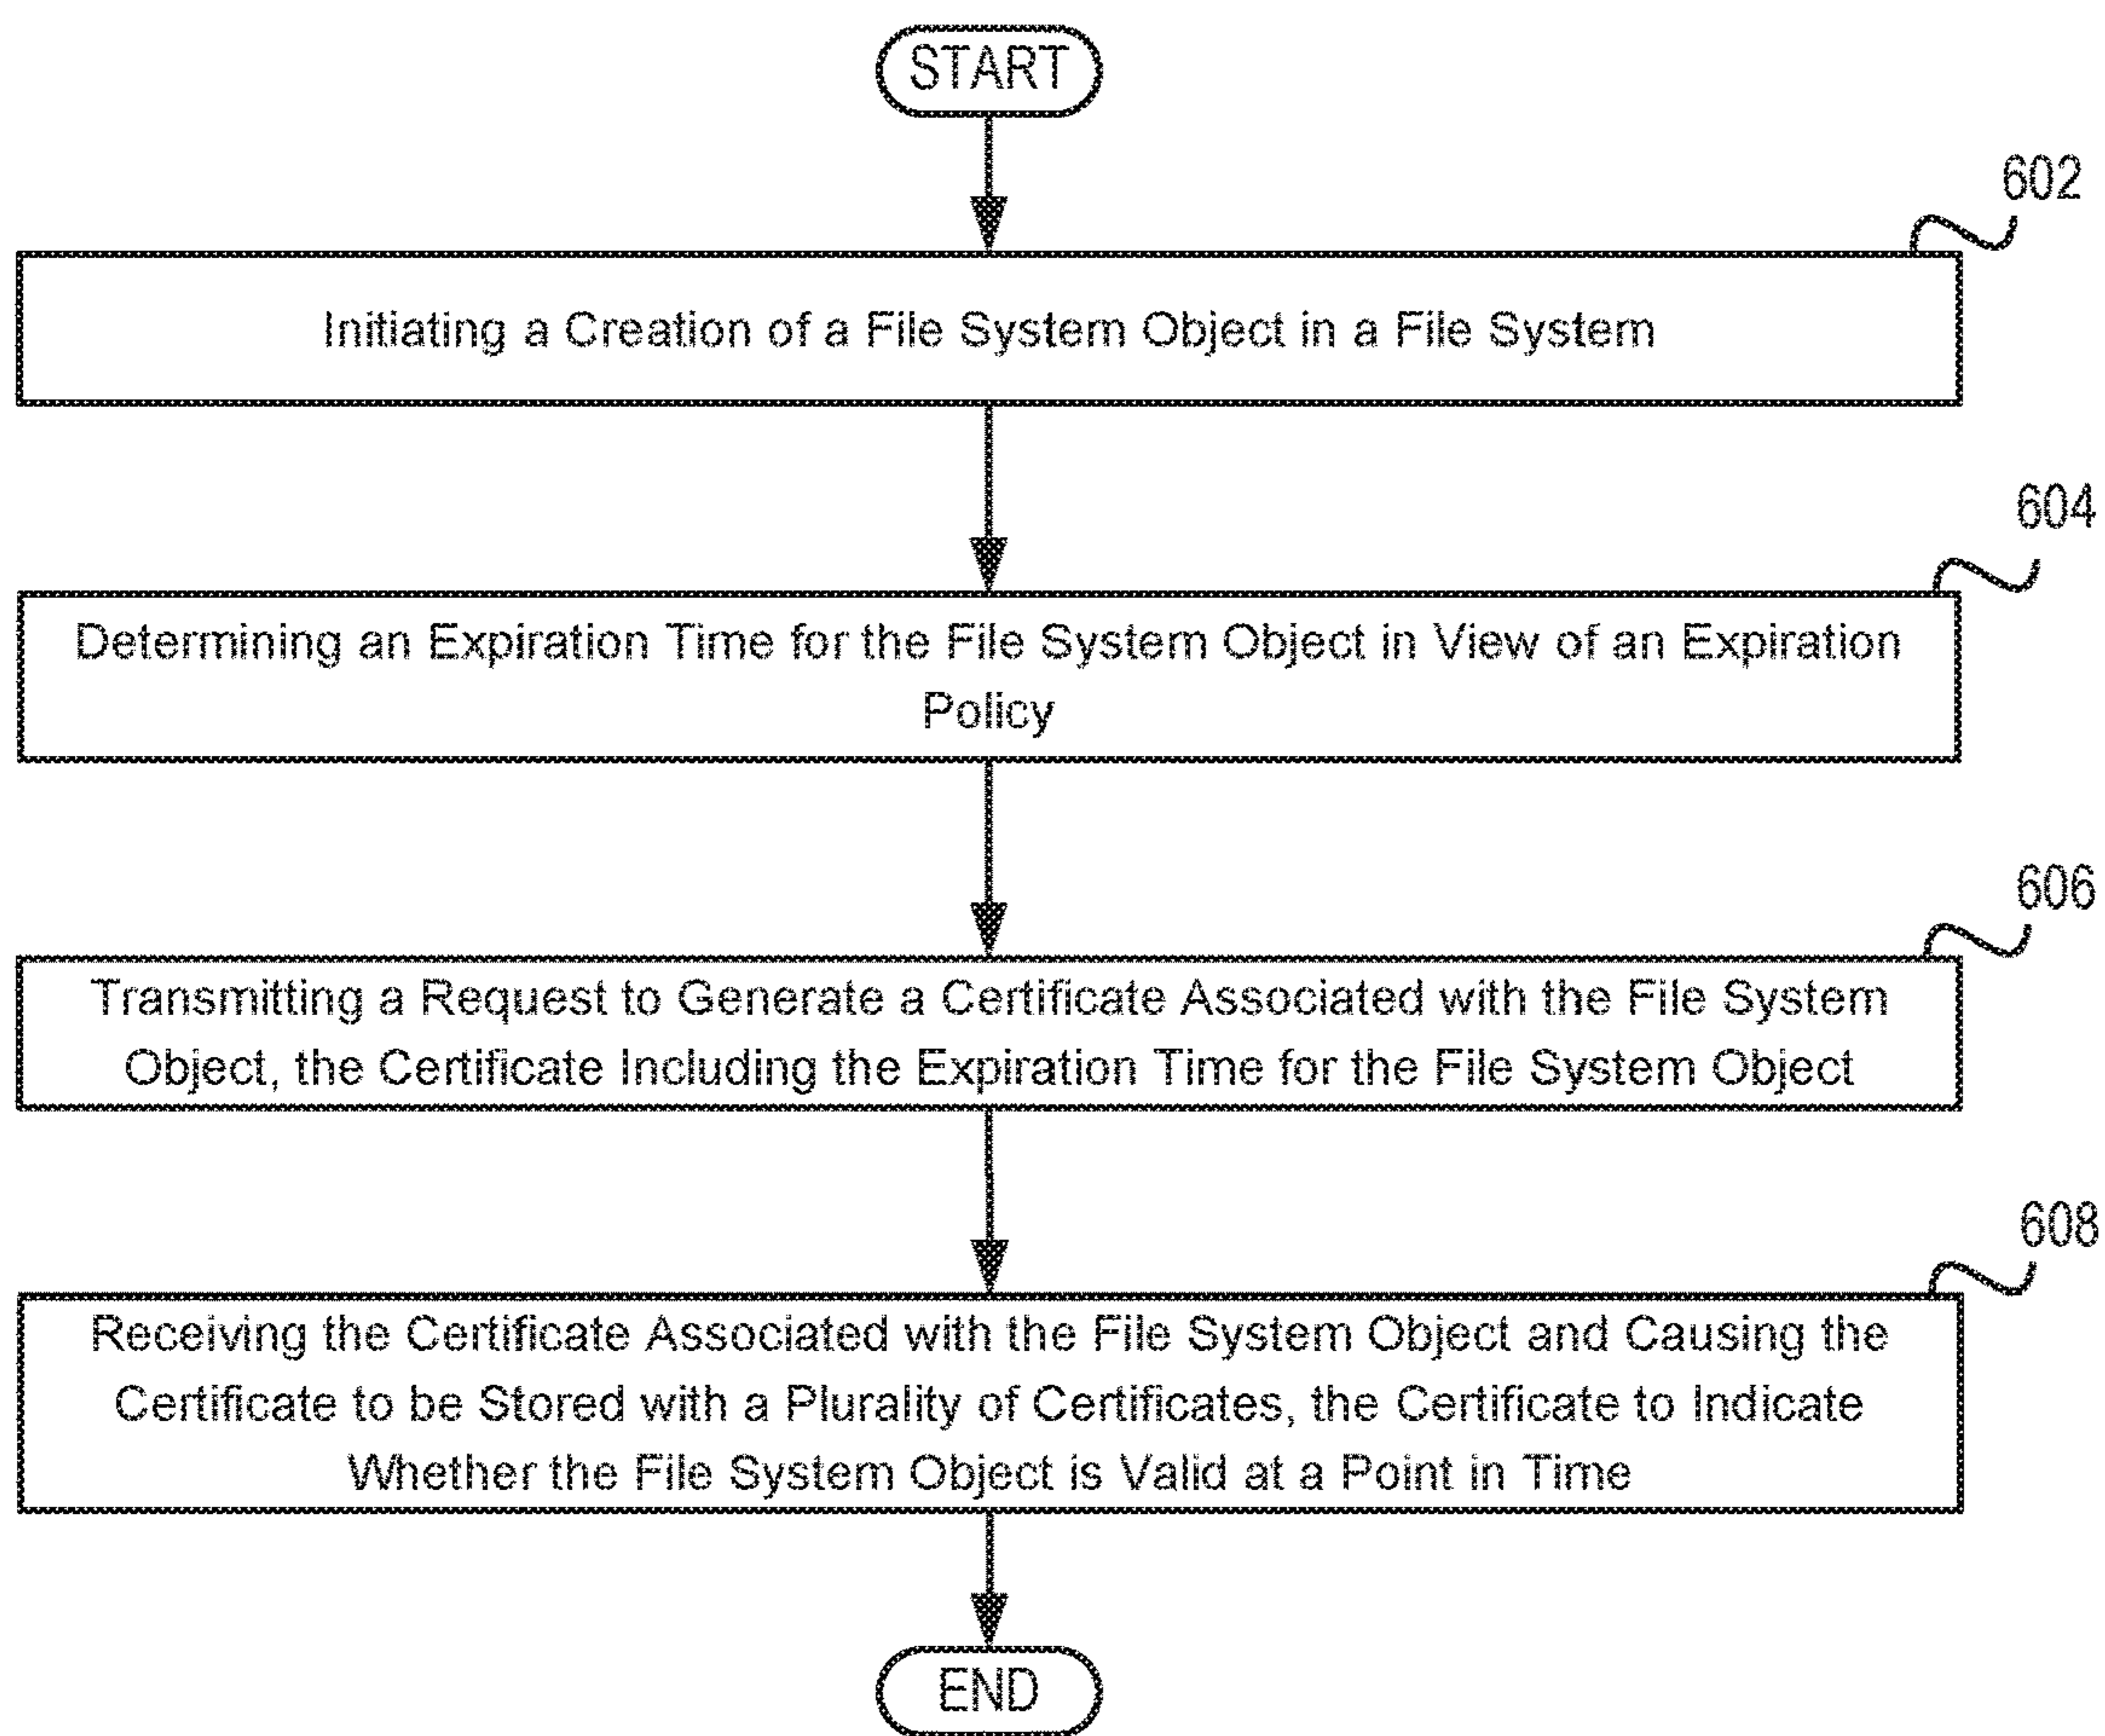 START
602
Initiating a Creation of a File System Object in a File System
604
Determining an Expiration Time for the File System Object in View of an Expiration
Policy
606
Transmitting a Request to Generate a Certificate Associated with the File System
Object, the Certificate Including the Expiration Time for the File System Object
608
Receiving the Certificate Associated with the File System Object and Causing the
Certificate to be Stored with a Plurality of Certificates, the Certificate to Indicate
Whether the File System Object is Valid at a Point in Time
END